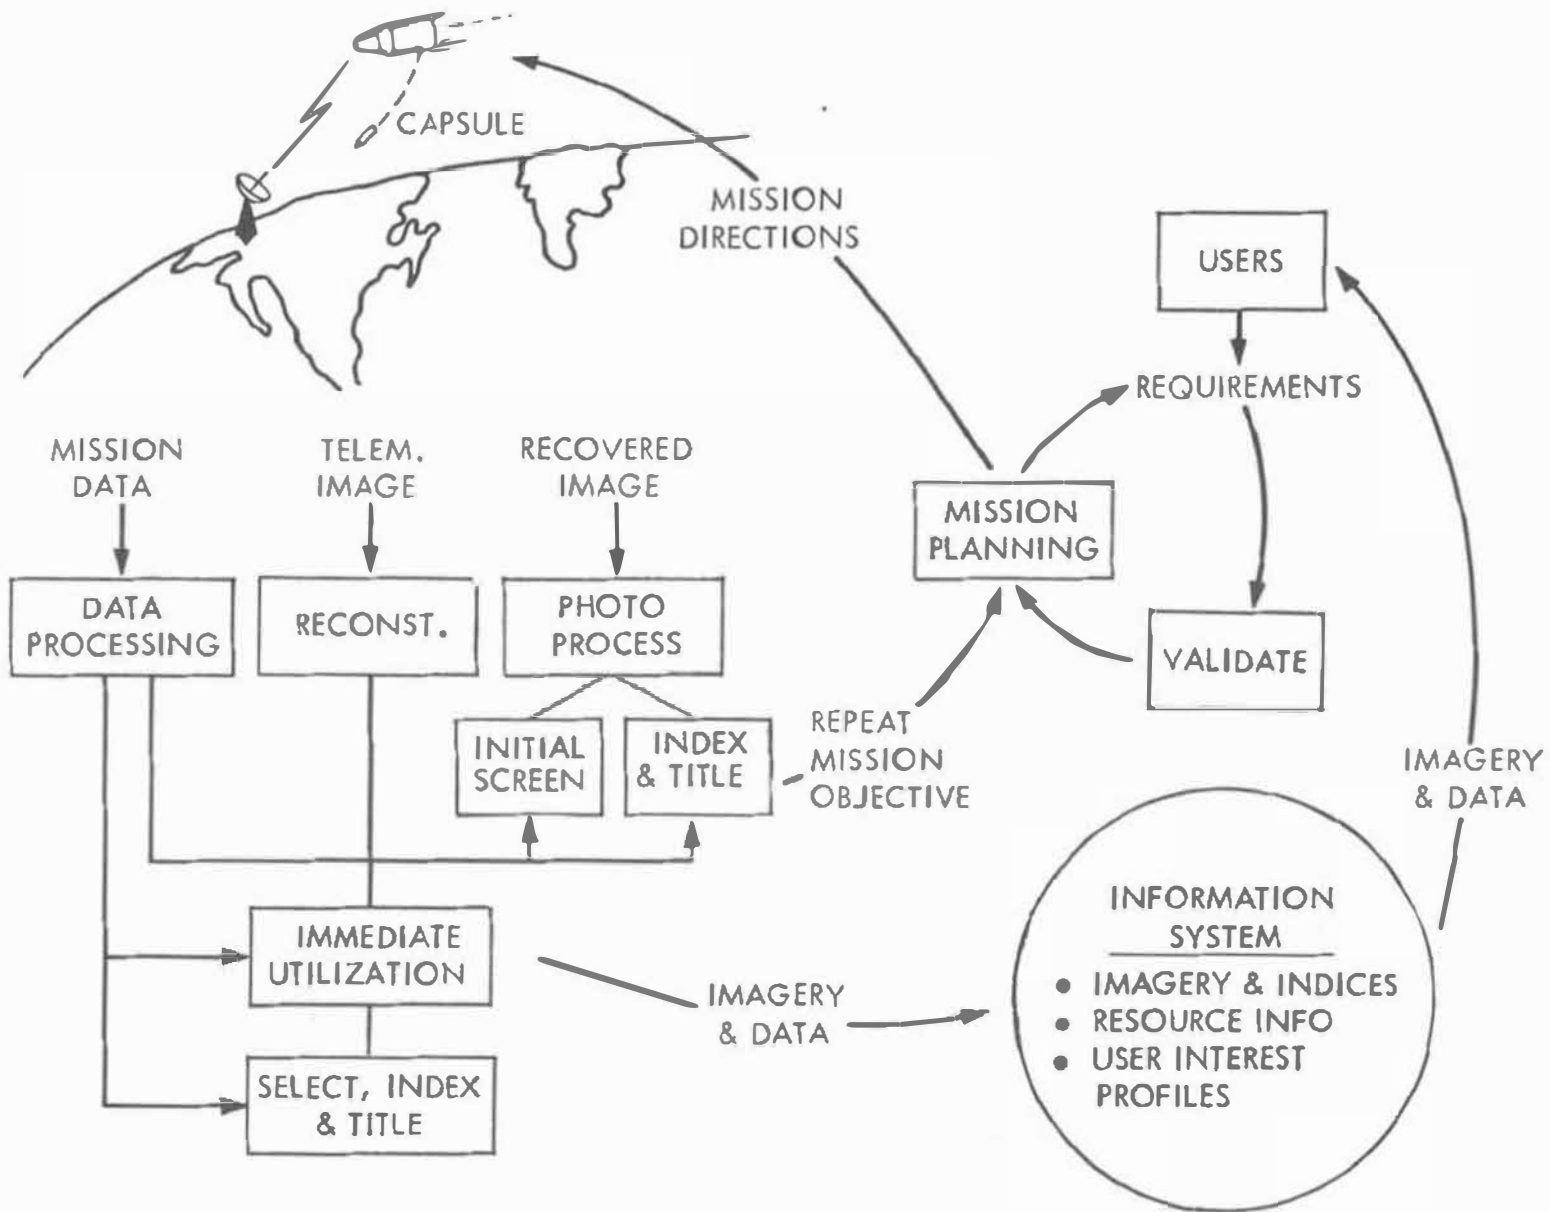 CAPSULE
MISSION
DIRECTIONS
USERS
REQUIREMENTS
MISSION
DATA
TELEM.
IMAGE
RECOVERED
IMAGE
MISSION
PLANNING
DATA
PROCESSING
RECONST.
PHOTO
PROCESS
VALIDATE
INITIAL
SCREEN
INDEX
& TITLE
REPEAT
MISSION
OBJECTIVE
IMAGERY
& DATA
IMMEDIATE
UTILIZATION
IMAGERY
& DATA
INFORMATION
SYSTEM
• IMAGERY & INDICES
• RESOURCE INFO
• USER INTEREST
PROFILES
SELECT, INDEX
& TITLE